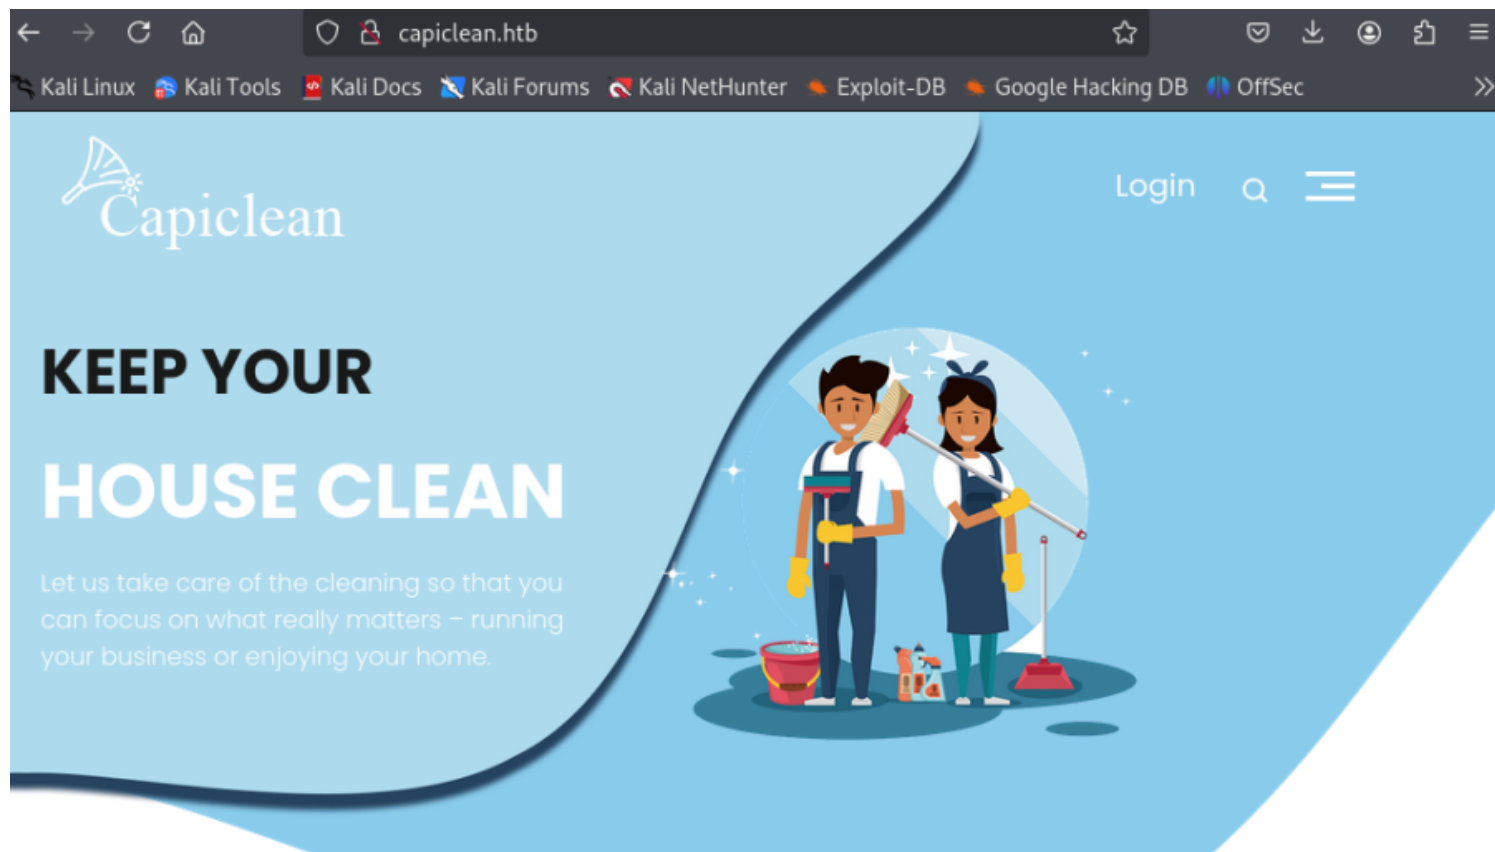 capiclean.htb
Kali Linux Kali Tools Kali Docs Kali Forums Kali NetHunter Exploit-DB Google Hacking DB OffSec
Capiclean
Login
KEEP YOUR
HOUSE CLEAN
Let us take care of the cleaning so that you
can focus on what really matters – running
your business or enjoying your home.